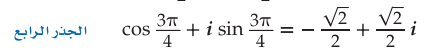 الجذر الرابع cos 3π/4 + i sin 3π/4 = − √2/2 + √2/2 i